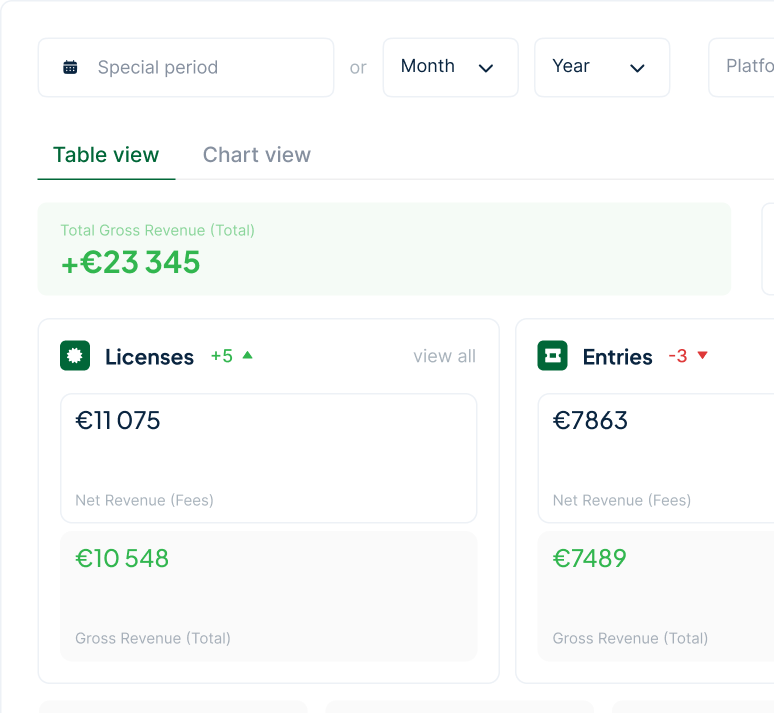 Special period or Month Year Platfo
Table view Chart view
Total Gross Revenue (Total)
+€23 345
Licenses +5 view all
€11 075
Net Revenue (Fees)
€10 548
Gross Revenue (Total)
Entries -3
€7863
Net Revenue (Fees)
€7489
Gross Revenue (Total)